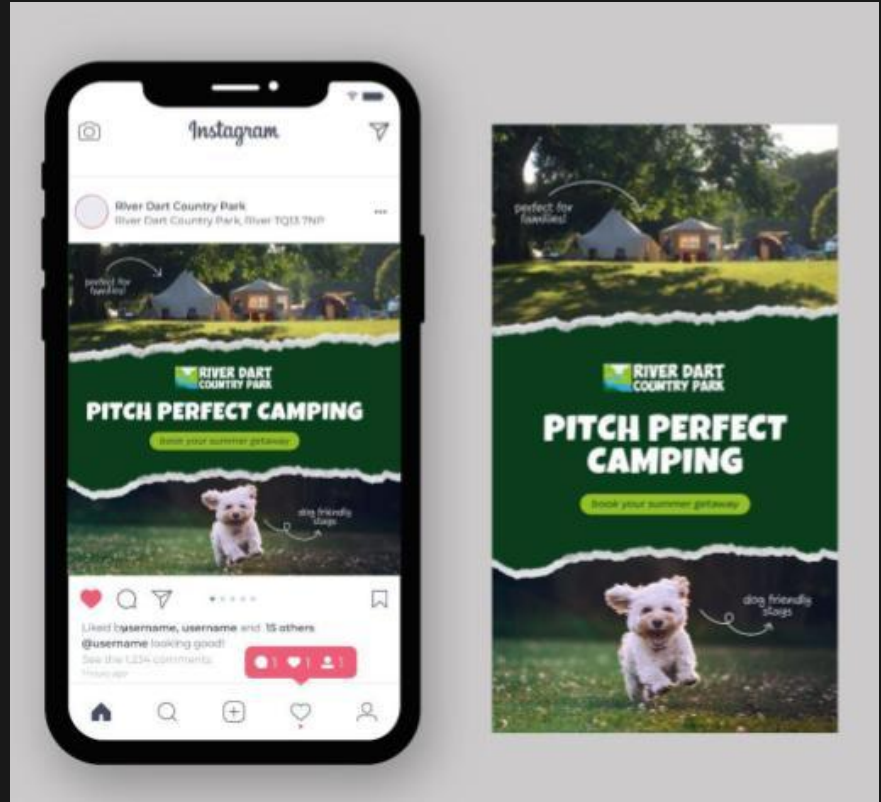 Instagram
River Dart Country Park
River Dart Country Park, River TQ13 7NP
perfect for
families!
RIVER DART
COUNTRY PARK
PITCH PERFECT CAMPING
book your summer getaway
dog friendly
stays
Liked by username, username and 15 others
@username looking good!
See the 1,234 comments
1 1 1
perfect for
families!
RIVER DART
COUNTRY PARK
PITCH PERFECT
CAMPING
book your summer getaway
dog friendly
stays